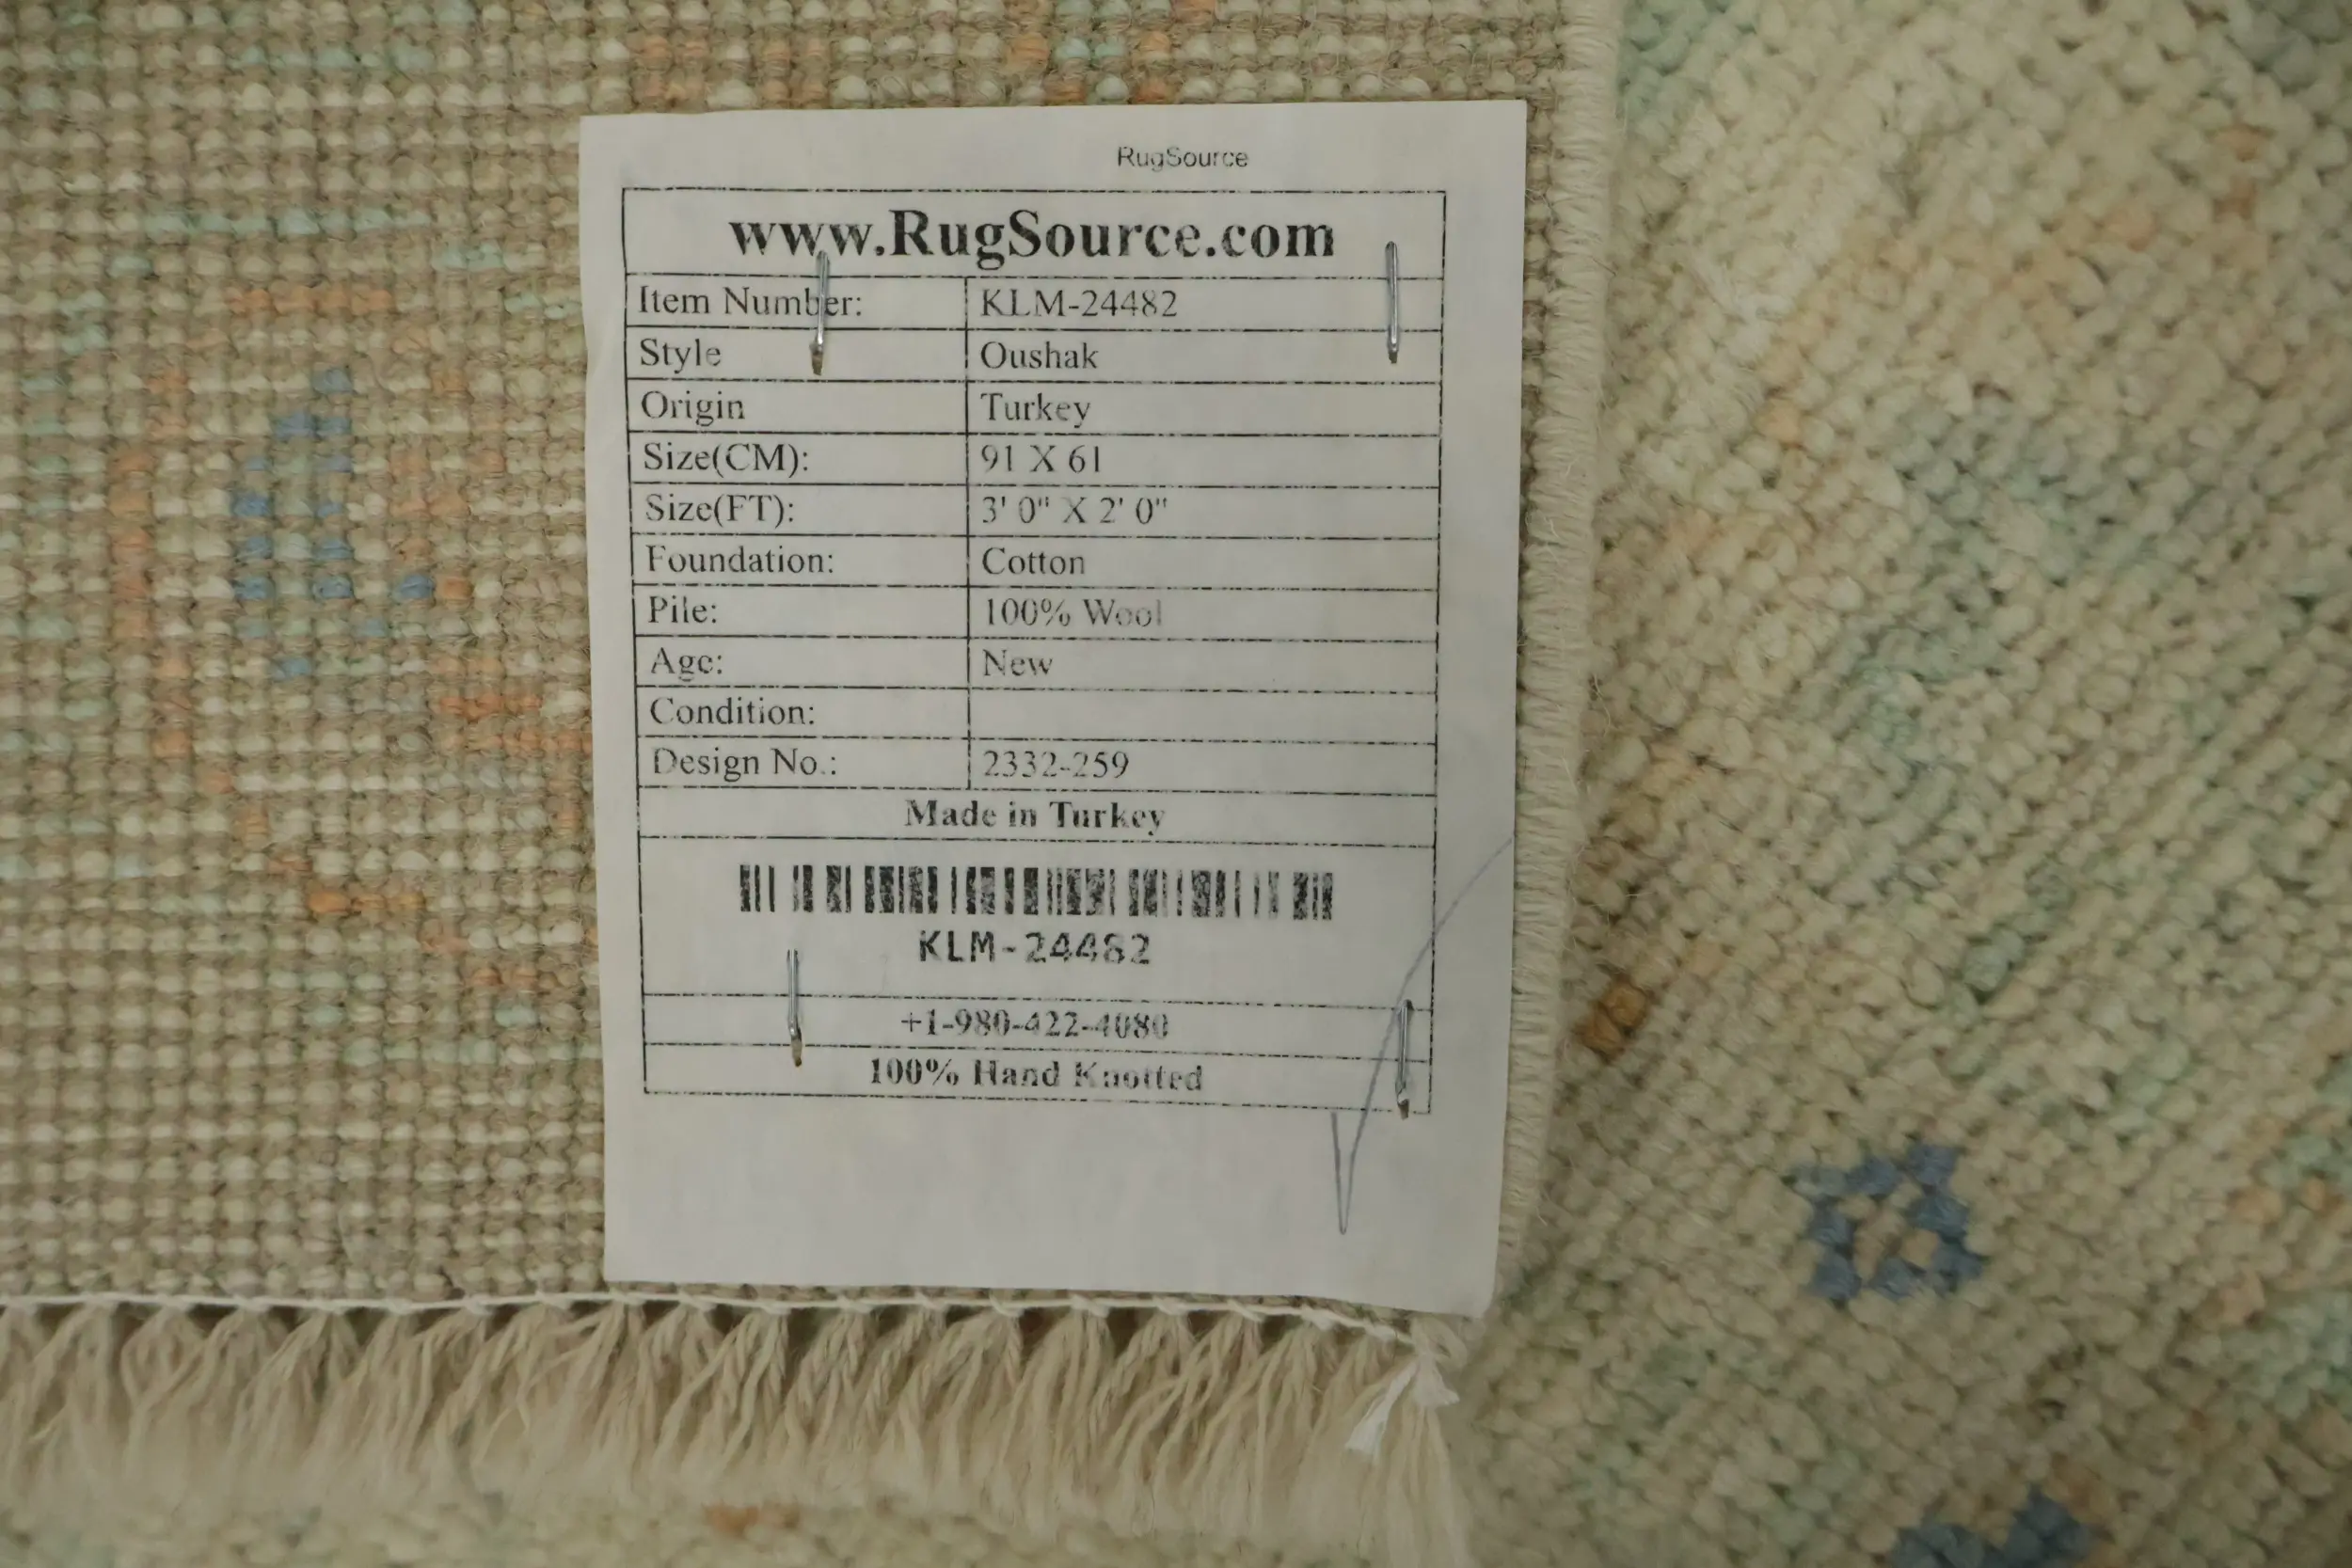 RugSource
www.RugSource.com
Item Number: KLM-24482
Style Oushak
Origin Turkey
Size(CM): 91 X 61
Size(FT): 3' 0" X 2' 0"
Foundation: Cotton
Pile: 100% Wool
Age: New
Condition:
Design No.: 2332-259
Made in Turkey
KLM-24482
+1-980-422-4080
100% Hand Knotted